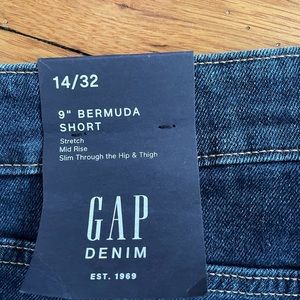 14/32
9" BERMUDA
SHORT
Stretch
Mid Rise
Slim Through the Hip & Thigh
GAP
DENIM
EST. 1969